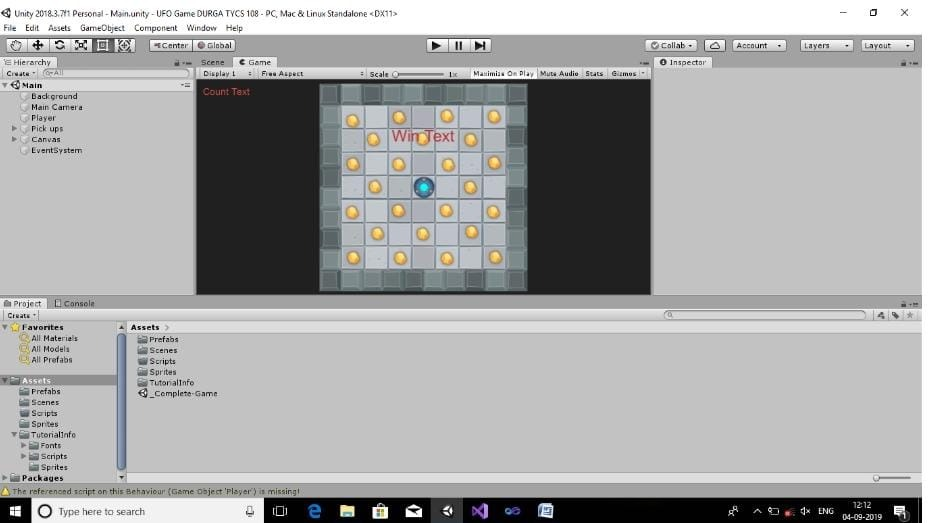 Unity 2018.3.7f1 Personal - Main.unity - UFO Game DURGA TYCS 108 - PC, Mac & Linux Standalone <DX11>
File Edit Assets GameObject Component Window Help
Center Global Collab Account Layers Layout
Hierarchy Scene Game Inspector
Create All Display 1 Free Aspect Scale 1x Maximize On Play Mute Audio Stats Gizmos
Main
Background
Main Camera
Player
Pick ups
Canvas
EventSystem
Count Text
Win Text
Project Console
Create
Favorites
All Materials
All Models
All Prefabs
Assets
Prefabs
Scenes
Scripts
Sprites
TutorialInfo
Fonts
Scripts
Sprites
Packages
Assets
Prefabs
Scenes
Scripts
Sprites
TutorialInfo
_Complete-Game
The referenced script on this Behaviour (Game Object 'Player') is missing!
Type here to search
ENG
12:12
04-09-2019
1